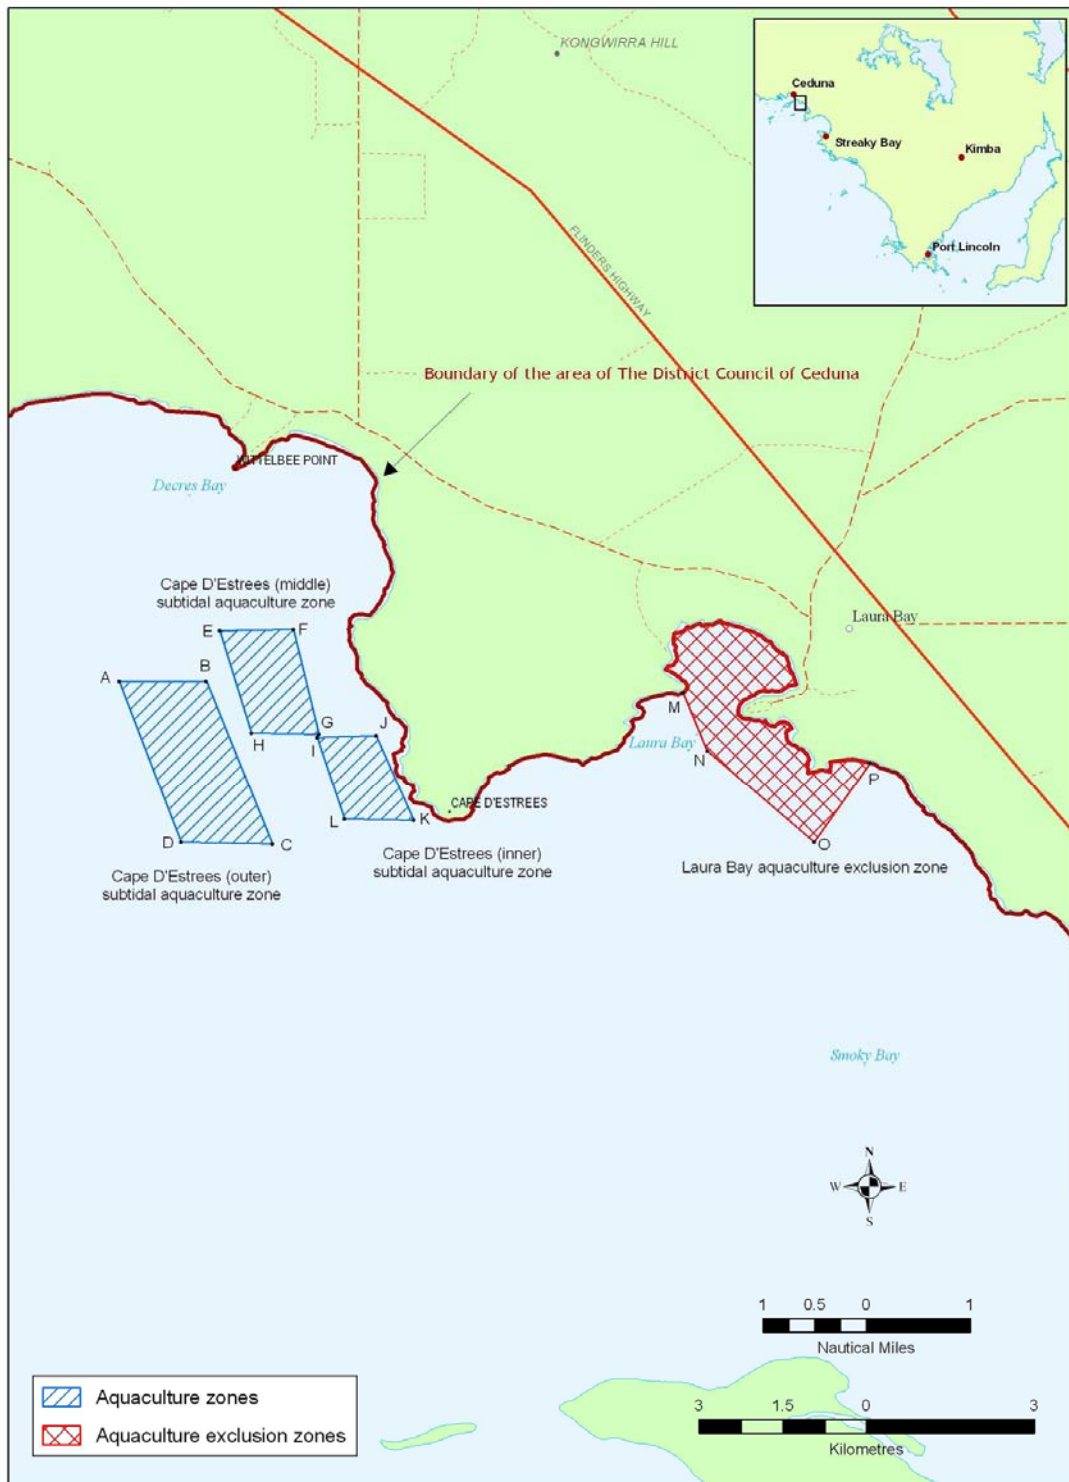 KONGWIRRA HILL
Ceduna
Streaky Bay
Kimba
Port Lincoln
FLINDERS HIGHWAY
Boundary of the area of The District Council of Ceduna
WITTELBEE POINT
Decres Bay
Cape D'Estrees (middle)
subtidal aquaculture zone
E
F
A
B
H
G
I
J
L
K
D
C
Cape D'Estrees (outer)
subtidal aquaculture zone
CAPE D'ESTREES
Cape D'Estrees (inner)
subtidal aquaculture zone
Laura Bay
M
Laura Bay
N
P
O
Laura Bay aquaculture exclusion zone
Smoky Bay
N
W
E
S
1 0.5 0 1
Nautical Miles
3 1.5 0 3
Kilometres
Aquaculture zones
Aquaculture exclusion zones